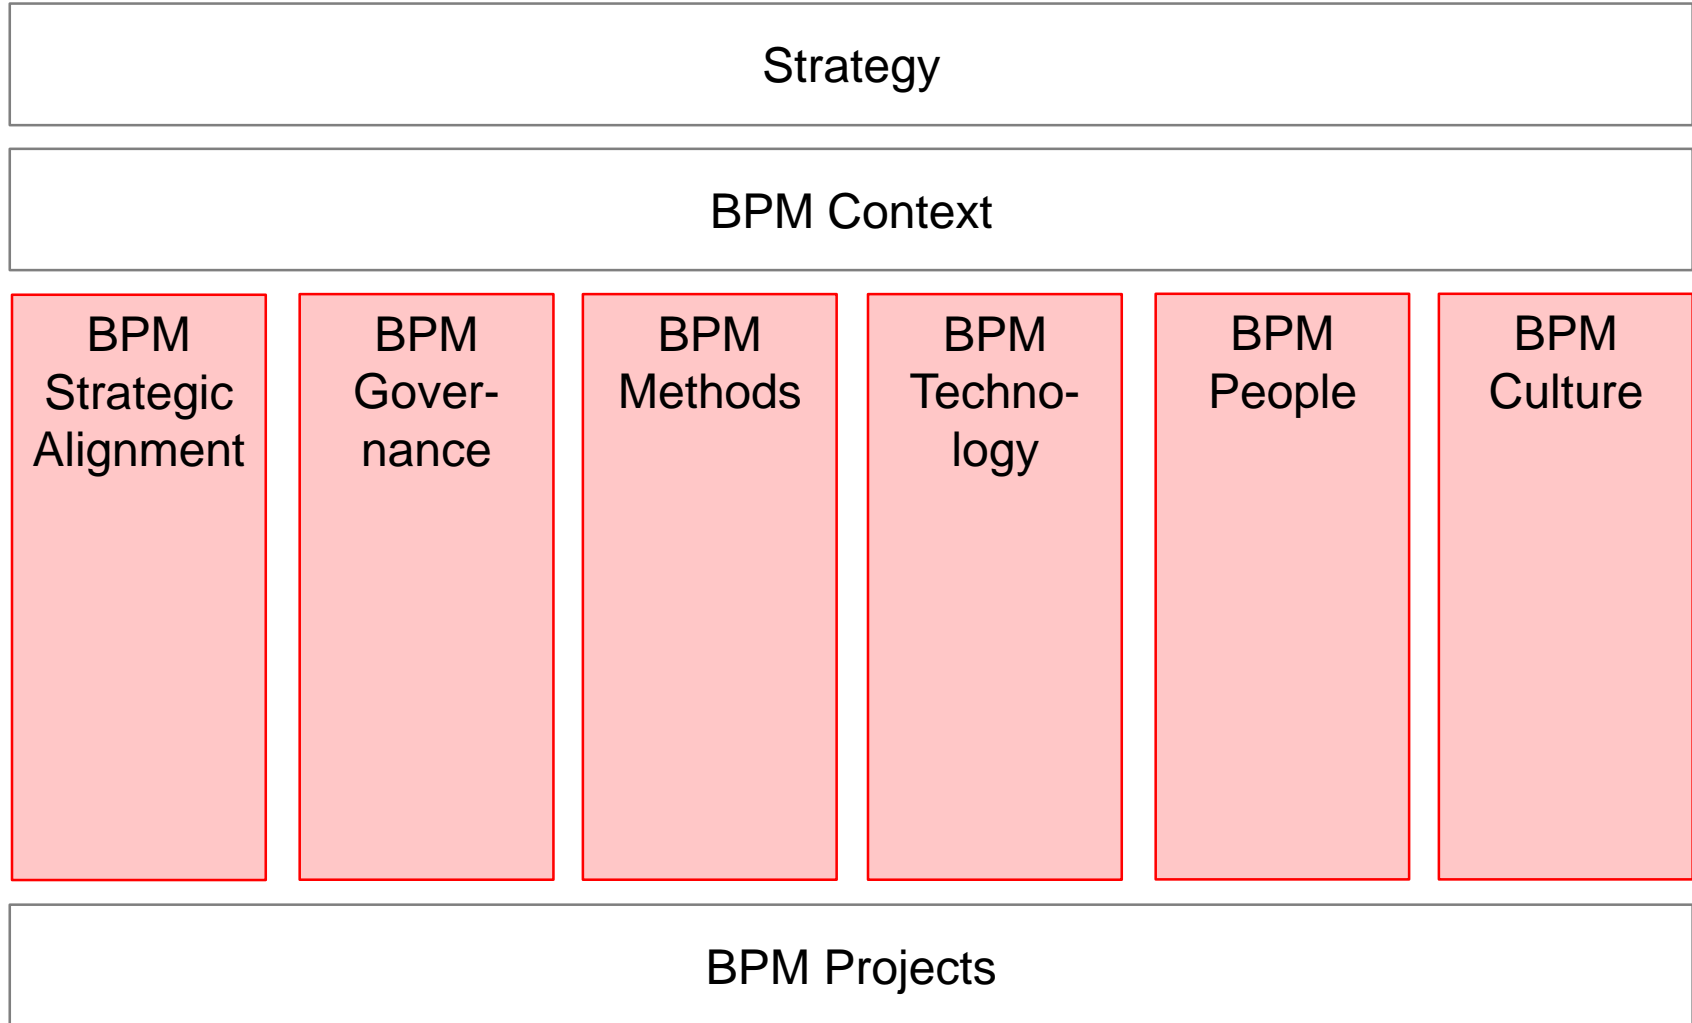 Strategy
BPM Context
BPM
Strategic
Alignment
BPM
Gover-
nance
BPM
Methods
BPM
Techno-
logy
BPM
People
BPM
Culture
BPM Projects